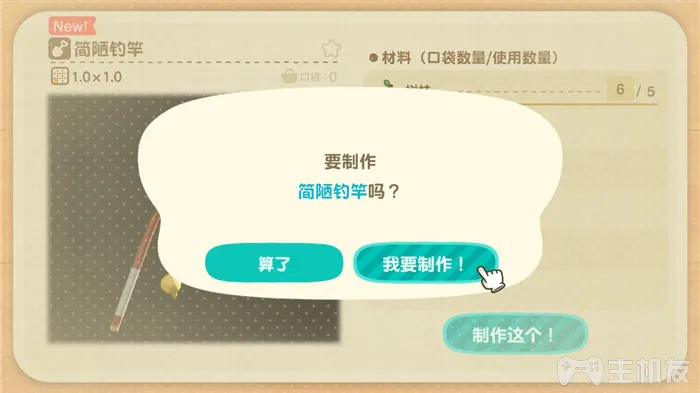 New!
简陋钓竿
1.0×1.0
口袋：0
材料（口袋数量/使用数量）
6 / 5
要制作
简陋钓竿吗？
算了
我要制作！
制作这个！
主机友